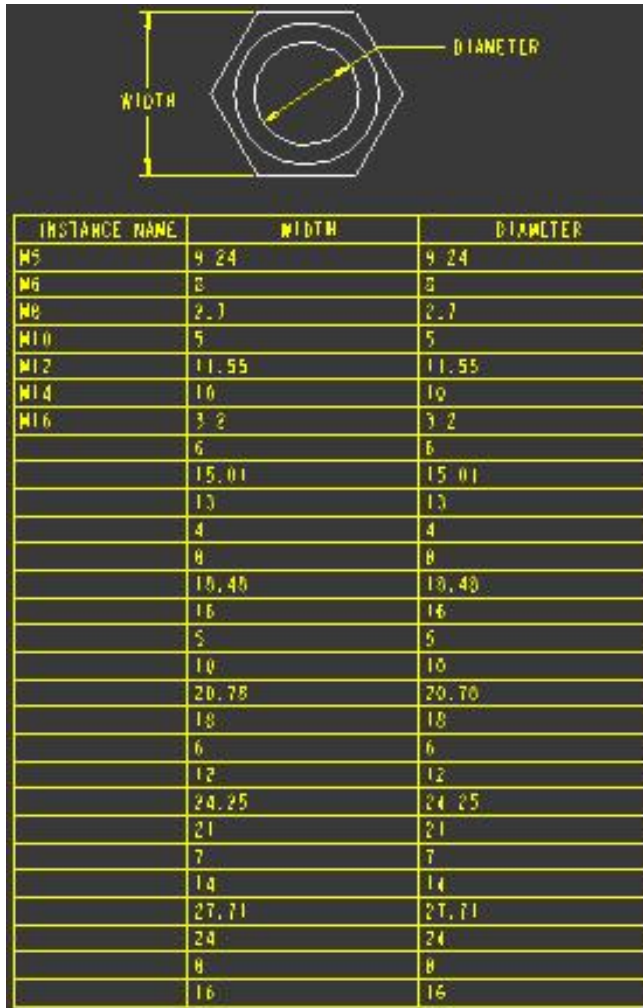 DIAMETER
WIDTH
INSTANCE NAME WIDTH DIAMETER
M5 9.24 9.24
M6 8 8
M8 2.7 2.7
M10 5 5
M12 11.55 11.55
M14 10 10
M16 3.2 3.2
6 6
15.01 15.01
13 13
4 4
8 8
18.48 18.48
16 16
5 5
10 10
20.78 20.78
18 18
6 6
12 12
24.25 24.25
21 21
7 7
14 14
27.71 27.71
24 24
8 8
16 16